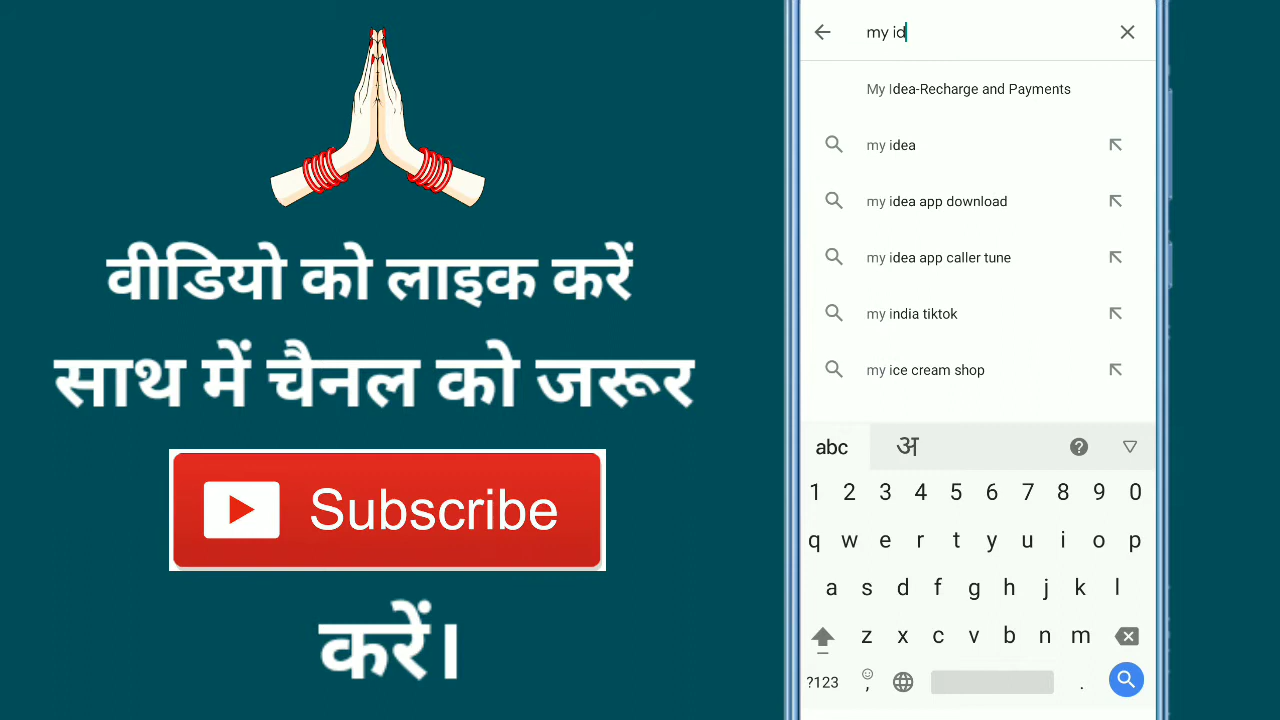 वीडियो को लाइक करें
साथ में चैनल को जरूर
Subscribe
करें।
my id
My Idea-Recharge and Payments
my idea
my idea app download
my idea app caller tune
my india tiktok
my ice cream shop
abc अ ?
1 2 3 4 5 6 7 8 9 0
q w e r t y u i o p
a s d f g h j k l
z x c v b n m
?123 , .